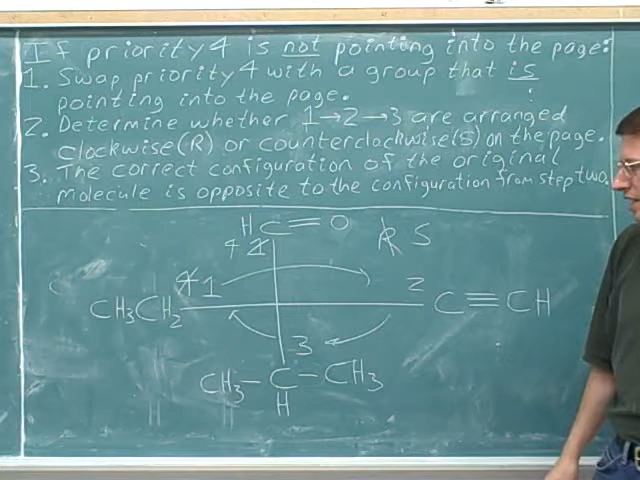 If priority 4 is not pointing into the page:
1. Swap priority 4 with a group that is
pointing into the page.
2. Determine whether 1→2→3 are arranged
clockwise(R) or counterclockwise(S) on the page.
3. The correct configuration of the original
molecule is opposite to the configuration from step two.
HC=O R S
4 1
4 1 2
CH3CH2 C≡CH
3
CH3-C-CH3
H